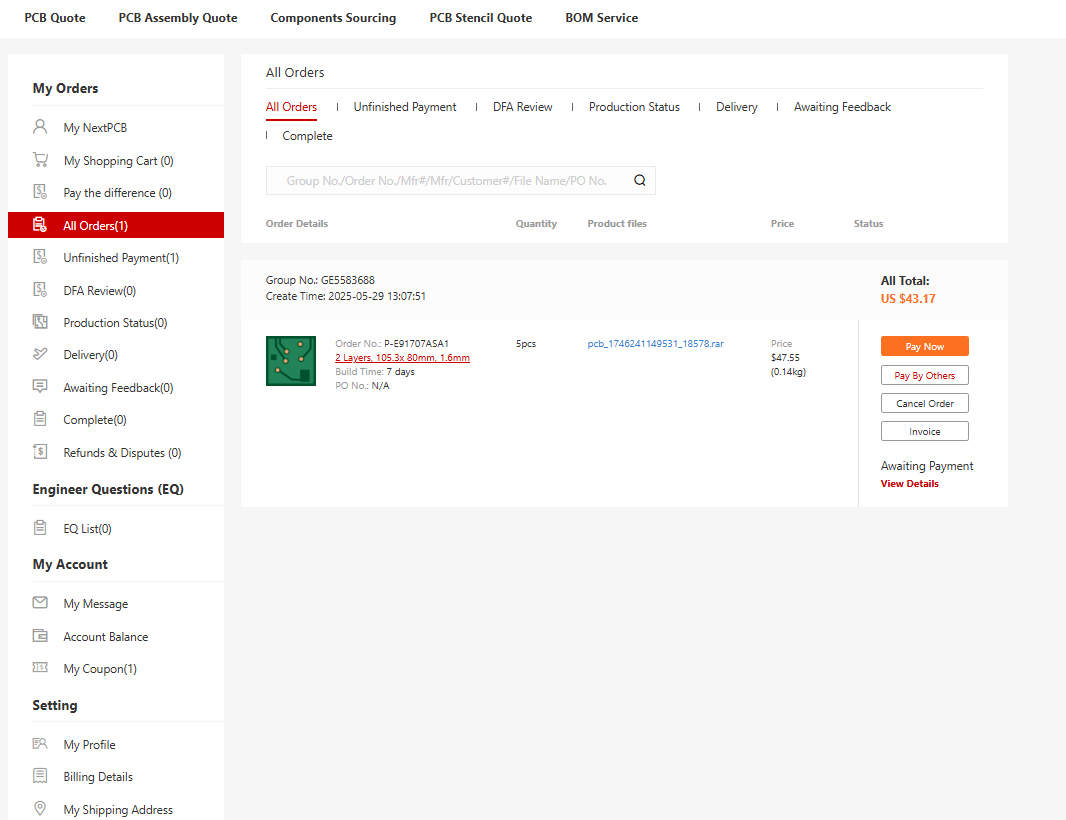 PCB Quote PCB Assembly Quote Components Sourcing PCB Stencil Quote BOM Service
My Orders
My NextPCB
My Shopping Cart (0)
Pay the difference (0)
All Orders(1)
Unfinished Payment(1)
DFA Review(0)
Production Status(0)
Delivery(0)
Awaiting Feedback(0)
Complete(0)
Refunds & Disputes (0)
Engineer Questions (EQ)
EQ List(0)
My Account
My Message
Account Balance
My Coupon(1)
Setting
My Profile
Billing Details
My Shipping Address
All Orders
All Orders | Unfinished Payment | DFA Review | Production Status | Delivery | Awaiting Feedback
| Complete
Group No./Order No./Mfr#/Mfr/Customer#/File Name/PO No.
Order Details Quantity Product files Price Status
Group No.: GE5583688
Create Time: 2025-05-29 13:07:51
All Total:
US $43.17
Order No.: P-E91707ASA1
2 Layers, 105.3x 80mm, 1.6mm
Build Time: 7 days
PO No.: N/A
5pcs
pcb_1746241149531_18578.rar
Price
$47.55
(0.14kg)
Pay Now
Pay By Others
Cancel Order
Invoice
Awaiting Payment
View Details